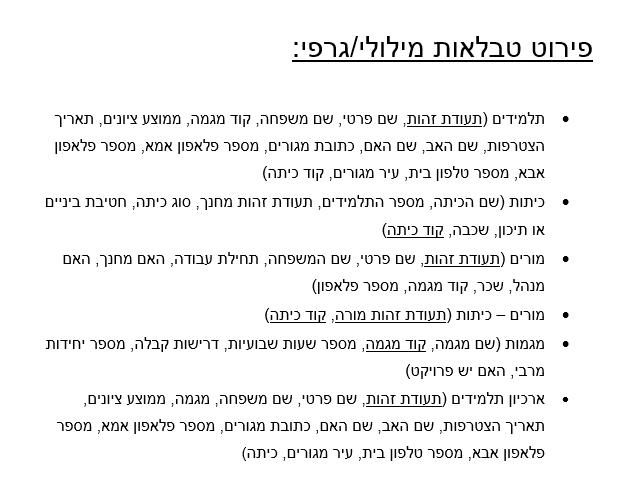 פירוט טבלאות מילולי/גרפי:
• תלמידים (תעודת זהות, שם פרטי, שם משפחה, קוד מגמה, ממוצע ציונים, תאריך
הצטרפות, שם האב, שם האם, כתובת מגורים, מספר פלאפון אמא, מספר פלאפון
אבא, מספר טלפון בית, עיר מגורים, קוד כיתה)
• כיתות (שם הכיתה, מספר התלמידים, תעודת זהות מחנך, סוג כיתה, חטיבת ביניים
או תיכון, שכבה, קוד כיתה)
• מורים (תעודת זהות, שם פרטי, שם המשפחה, תחילת עבודה, האם מחנך, האם
מנהל, שכר, קוד מגמה, מספר פלאפון)
• מורים – כיתות (תעודת זהות מורה, קוד כיתה)
• מגמות (שם מגמה, קוד מגמה, מספר שעות שבועיות, דרישות קבלה, מספר יחידות
מרבי, האם יש פרויקט)
• ארכיון תלמידים (תעודת זהות, שם פרטי, שם משפחה, מגמה, ממוצע ציונים,
תאריך הצטרפות, שם האב, שם האם, כתובת מגורים, מספר פלאפון אמא, מספר
פלאפון אבא, מספר טלפון בית, עיר מגורים, כיתה)